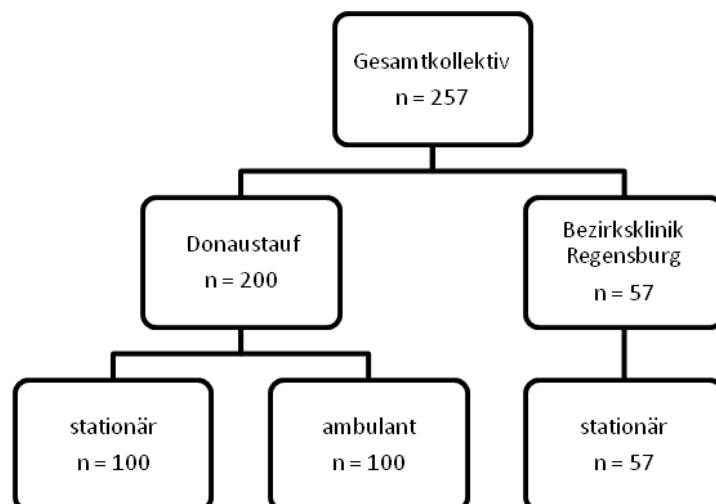 Gesamtkollektiv
n = 257
Donaustauf
n = 200
Bezirksklinik
Regensburg
n = 57
stationär
n = 100
ambulant
n = 100
stationär
n = 57